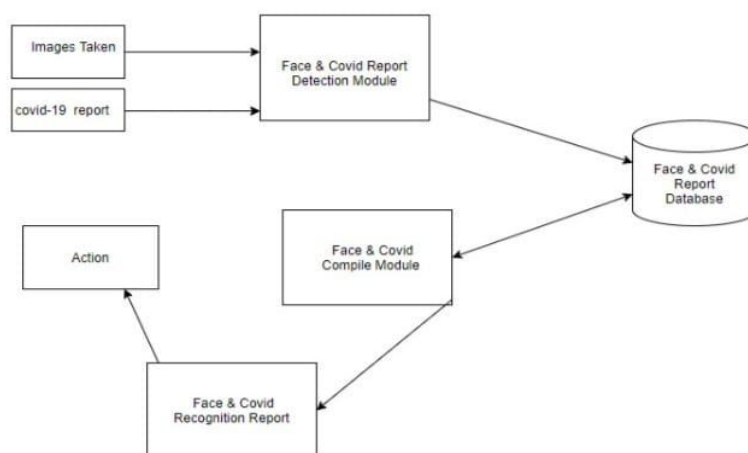 Images Taken
covid-19 report
Face & Covid Report
Detection Module
Face & Covid
Report
Database
Face & Covid
Compile Module
Action
Face & Covid
Recognition Report